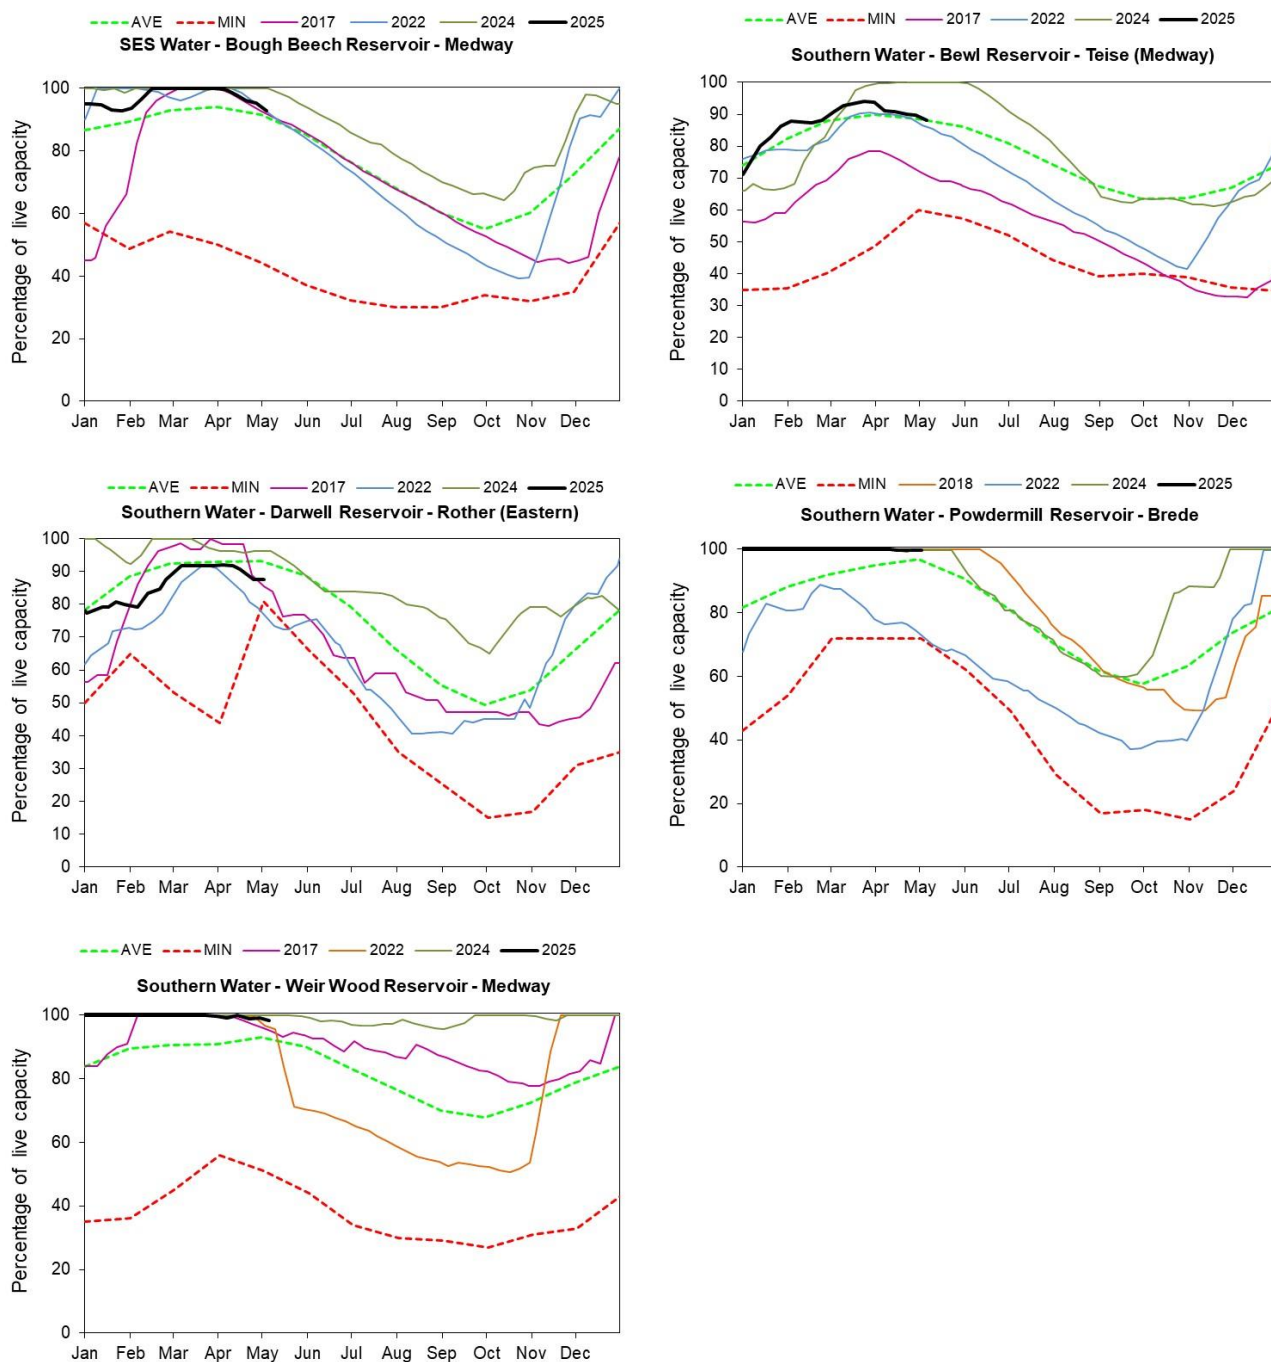 AVE MIN 2017 2022 2024 2025
SES Water - Bough Beech Reservoir - Medway
Percentage of live capacity
100
80
60
40
20
0
Jan Feb Mar Apr May Jun Jul Aug Sep Oct Nov Dec
AVE MIN 2017 2022 2024 2025
Southern Water - Bewl Reservoir - Teise (Medway)
Percentage of live capacity
100
90
80
70
60
50
40
30
20
10
0
Jan Feb Mar Apr May Jun Jul Aug Sep Oct Nov Dec
AVE MIN 2017 2022 2024 2025
Southern Water - Darwell Reservoir - Rother (Eastern)
Percentage of live capacity
100
90
80
70
60
50
40
30
20
10
0
Jan Feb Mar Apr May Jun Jul Aug Sep Oct Nov Dec
AVE MIN 2018 2022 2024 2025
Southern Water - Powdermill Reservoir - Brede
Percentage of live capacity
100
80
60
40
20
0
Jan Feb Mar Apr May Jun Jul Aug Sep Oct Nov Dec
AVE MIN 2017 2022 2024 2025
Southern Water - Weir Wood Reservoir - Medway
Percentage of live capacity
100
80
60
40
20
0
Jan Feb Mar Apr May Jun Jul Aug Sep Oct Nov Dec